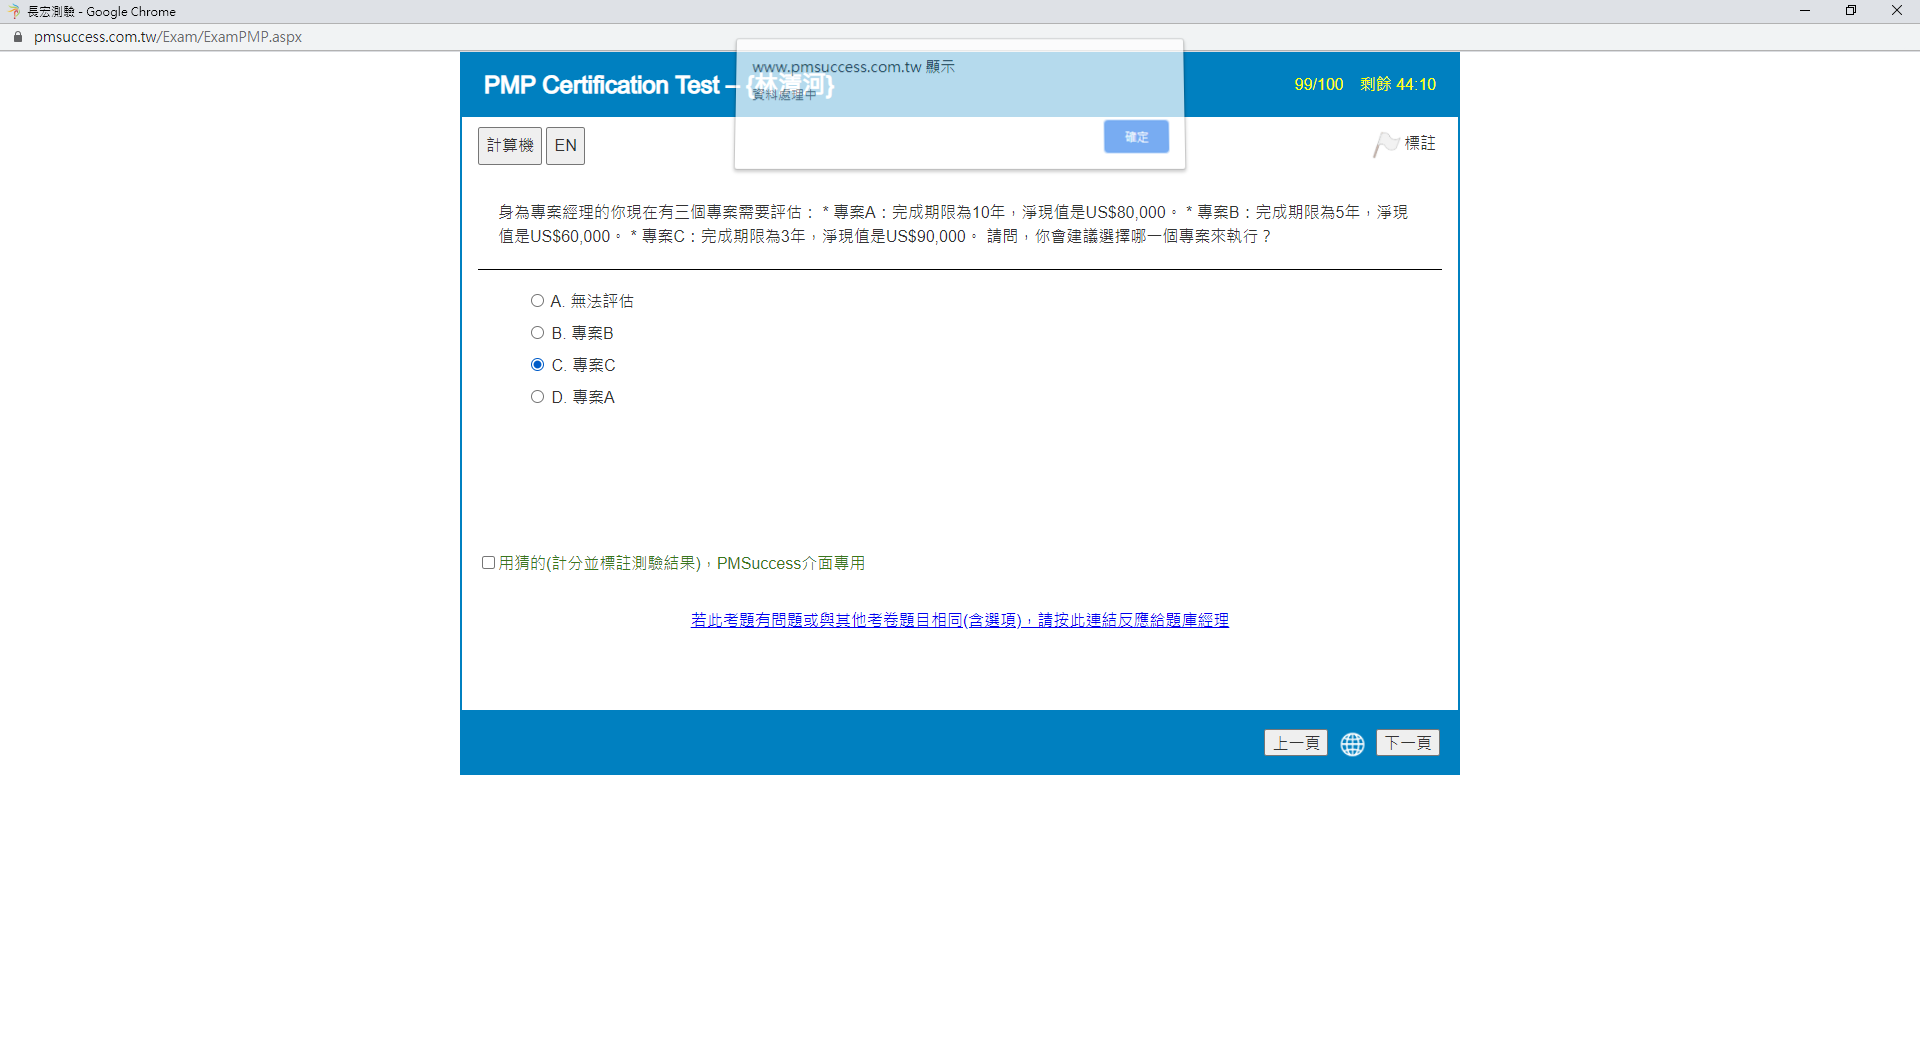 長宏測驗 - Google Chrome
pmsuccess.com.tw/Exam/ExamPMP.aspx
www.pmsuccess.com.tw 顯示
PMP Certification Test – {林清河}
資料處理中
99/100 剩餘 44:10
確定
計算機 EN
標註
身為專案經理的你現在有三個專案需要評估： * 專案A：完成期限為10年，淨現值是US$80,000。 * 專案B：完成期限為5年，淨現
值是US$60,000。 * 專案C：完成期限為3年，淨現值是US$90,000。 請問，你會建議選擇哪一個專案來執行？
A. 無法評估
B. 專案B
C. 專案C
D. 專案A
用猜的(計分並標註測驗結果)，PMSuccess介面專用
若此考題有問題或與其他考卷題目相同(含選項)，請按此連結反應給題庫經理
上一頁 下一頁